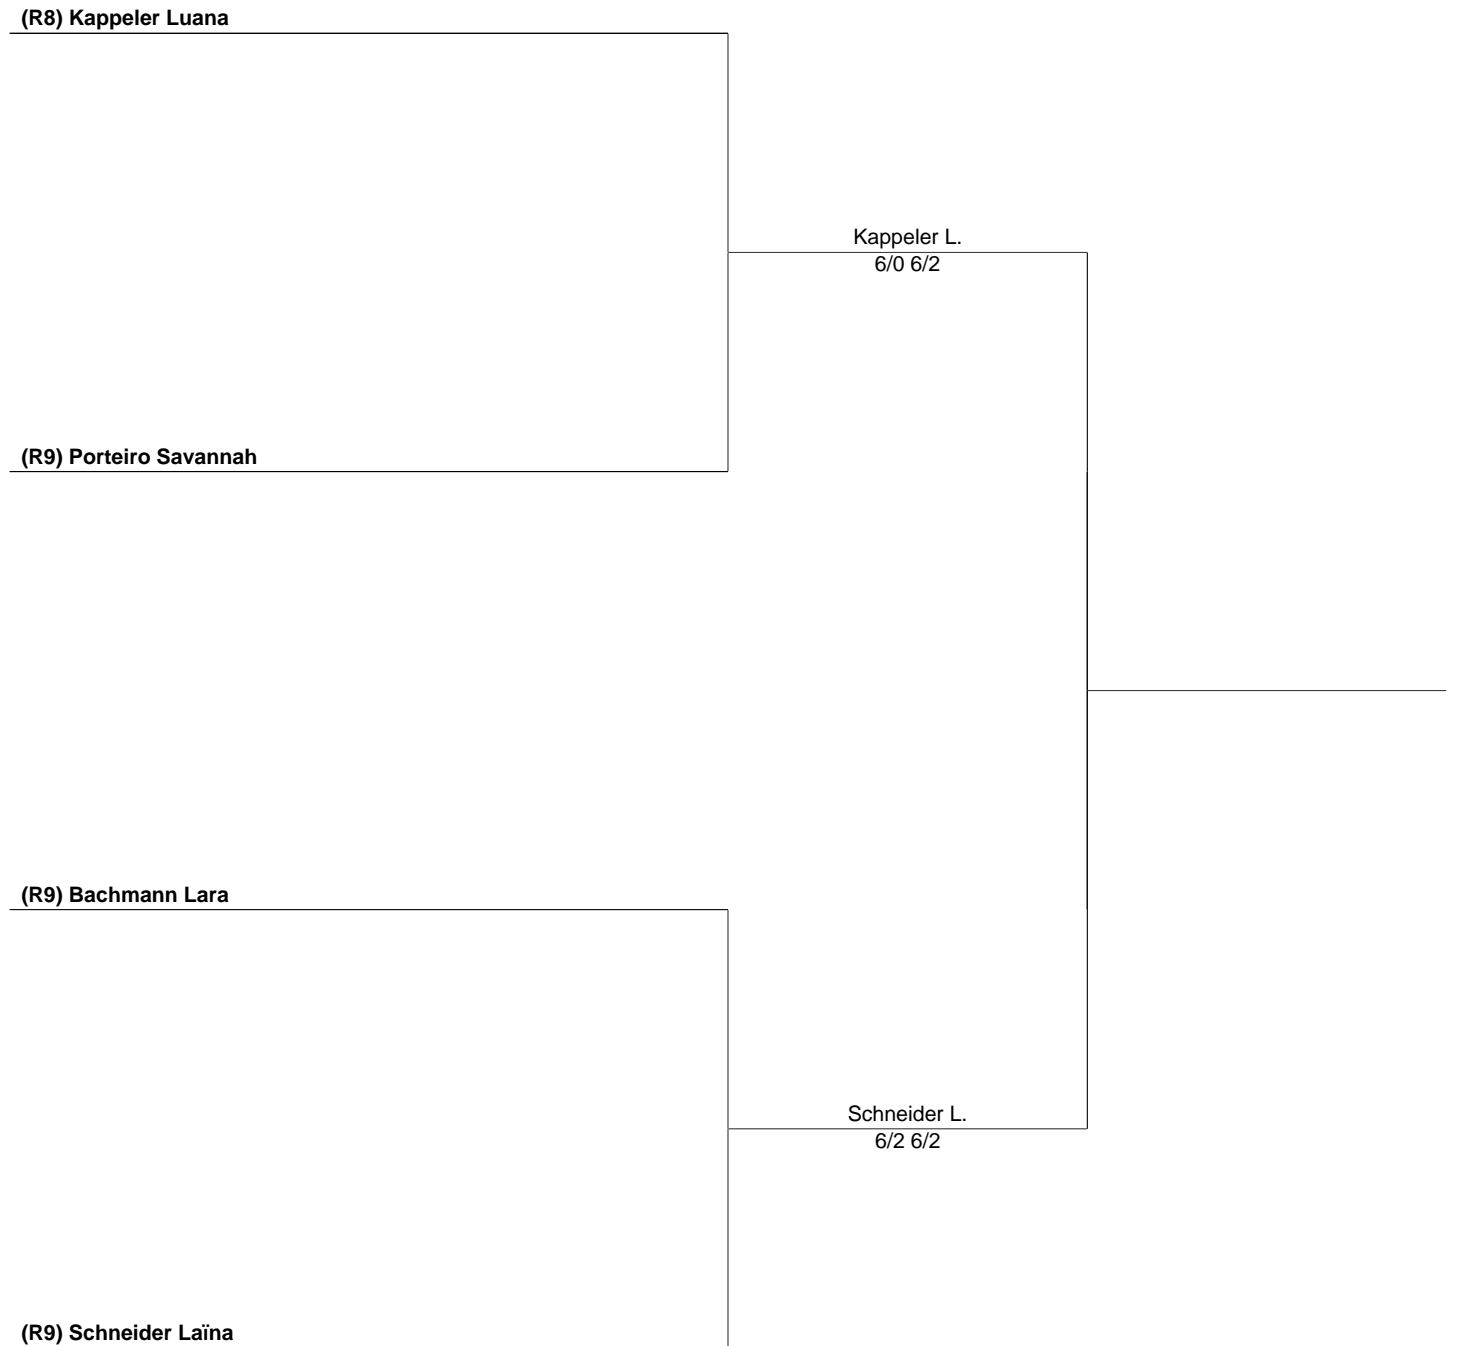 (R8) Kappeler Luana
Kappeler L.
6/0 6/2
(R9) Porteiro Savannah
(R9) Bachmann Lara
Schneider L.
6/2 6/2
(R9) Schneider Laïna